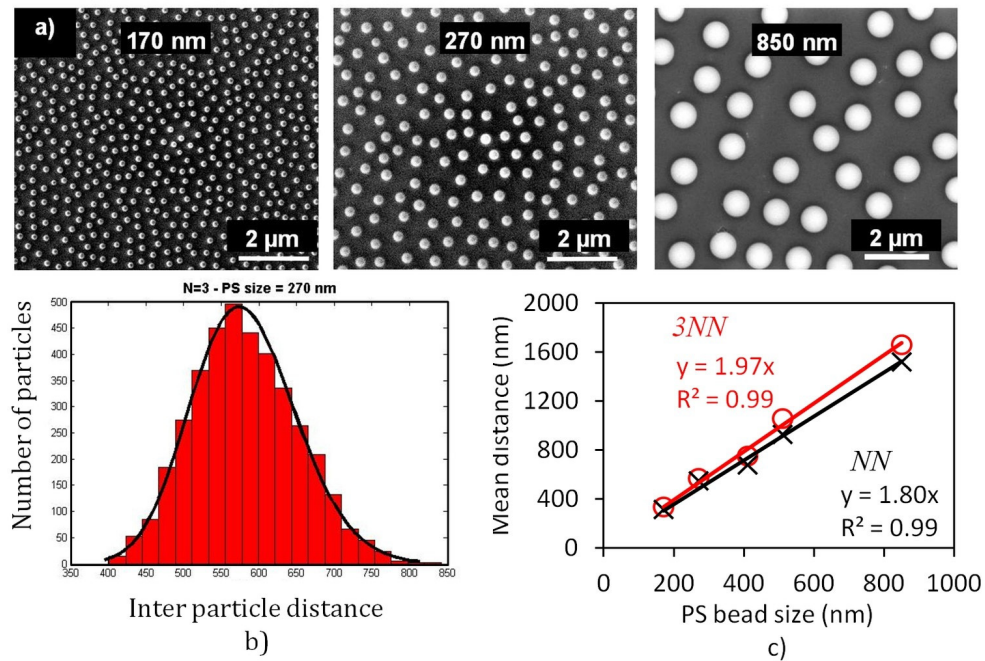 a)
170 nm
270 nm
850 nm
2 µm
2 µm
2 µm
N=3 - PS size = 270 nm
Number of particles
500
450
400
350
300
250
200
150
100
50
0
350 400 450 500 550 600 650 700 750 800 850
Inter particle distance
b)
Mean distance (nm)
2000
1600
1200
800
400
0
3NN
y = 1.97x
R² = 0.99
NN
y = 1.80x
R² = 0.99
0 200 400 600 800 1000
PS bead size (nm)
c)